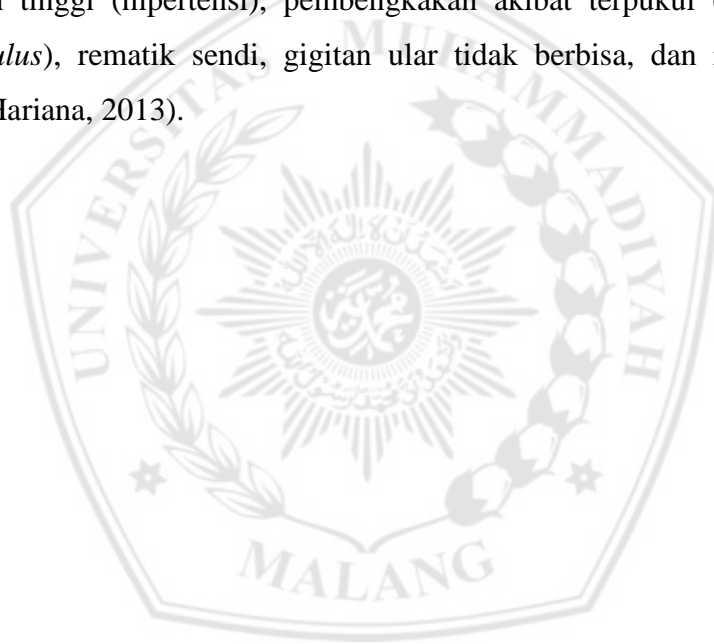 tinggi (hipertensi), pembengkakan akibat terpukul (
ulus), rematik sendi, gigitan ular tidak berbisa, dan
Hariana, 2013).
UNIVERSITAS MUHAMMADIYAH
MALANG